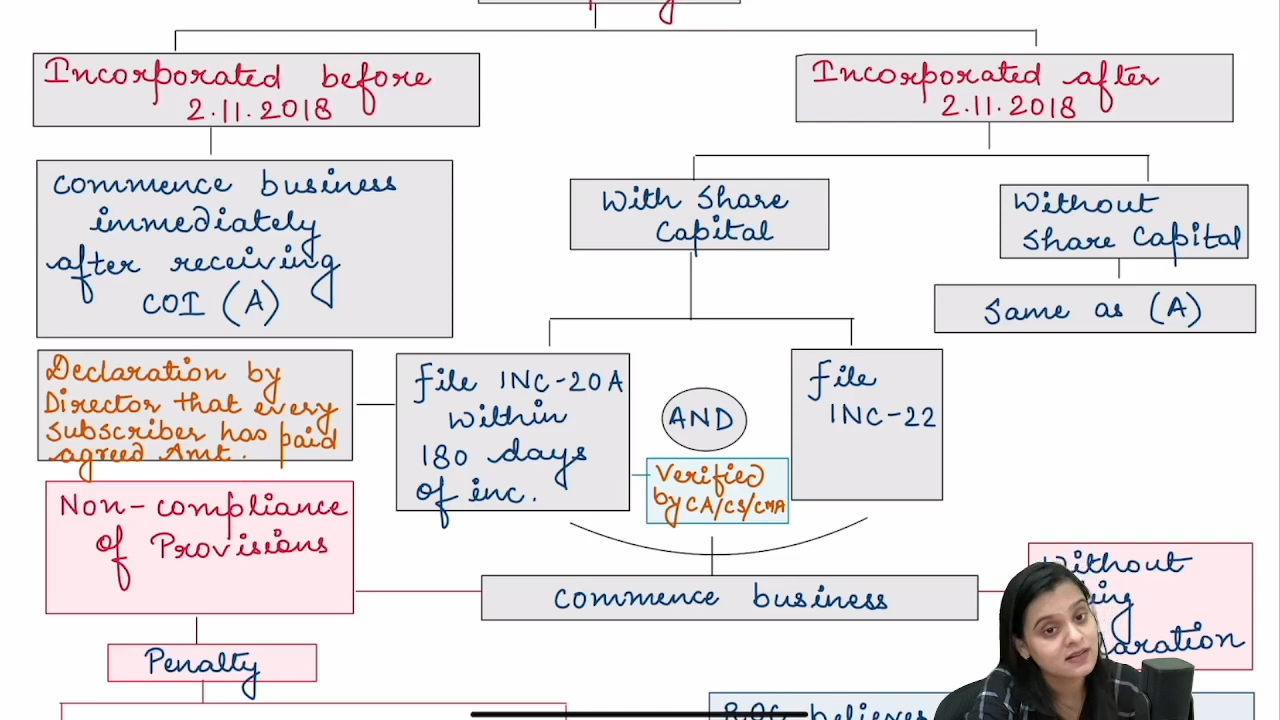 Incorporated before
2.11.2018
Incorporated after
2.11.2018
Commence business
immediately
after receiving
COI (A)
With Share
Capital
Without
Share Capital
Same as (A)
Declaration by
Director that every
Subscriber has paid
agreed Amt.
File INC-20A
Within
180 days
of inc.
AND
Verified
by CA/CS/CMA
File
INC-22
Non-compliance
of Provisions
Commence business
Without
Penalty
ROC believes